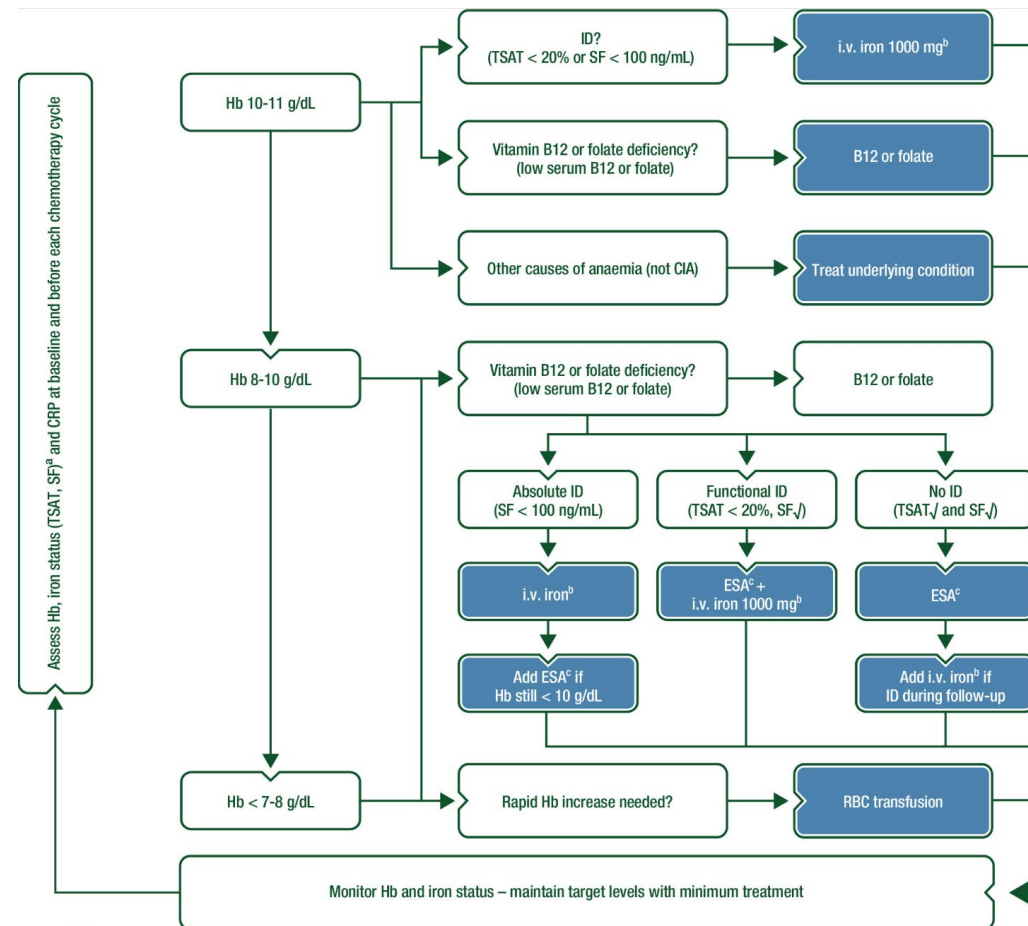 Assess Hb, iron status (TSAT, SF)ᵃ and CRP at baseline and before each chemotherapy cycle
Hb 10-11 g/dL
ID?
(TSAT < 20% or SF < 100 ng/mL)
i.v. iron 1000 mgᵇ
Vitamin B12 or folate deficiency?
(low serum B12 or folate)
B12 or folate
Other causes of anaemia (not CIA)
Treat underlying condition
Hb 8-10 g/dL
Vitamin B12 or folate deficiency?
(low serum B12 or folate)
B12 or folate
Absolute ID
(SF < 100 ng/mL)
Functional ID
(TSAT < 20%, SF√)
No ID
(TSAT√ and SF√)
i.v. ironᵇ
ESAᶜ +
i.v. iron 1000 mgᵇ
ESAᶜ
Add ESAᶜ if
Hb still < 10 g/dL
Add i.v. ironᵇ if
ID during follow-up
Hb < 7-8 g/dL
Rapid Hb increase needed?
RBC transfusion
Monitor Hb and iron status – maintain target levels with minimum treatment